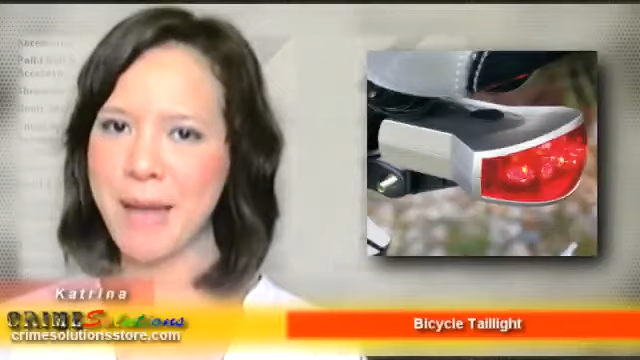 Katrina
CRIME Solutions
crimesolutionsstore.com
Bicycle Taillight